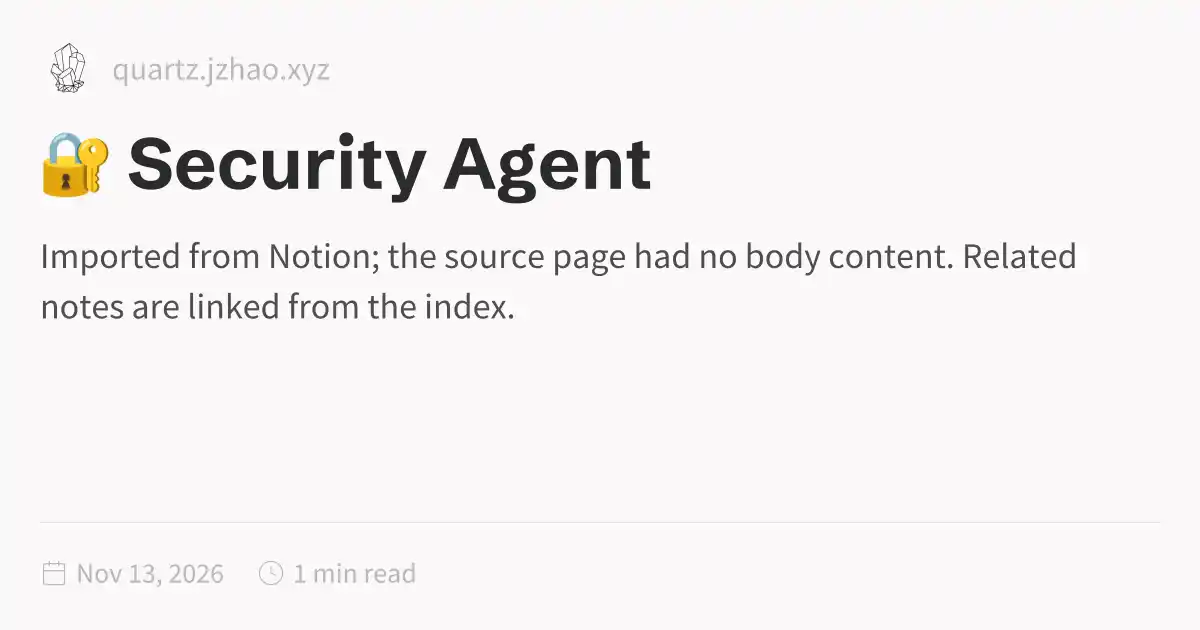 quartz.jzhao.xyz
🔐 Security Agent
Imported from Notion; the source page had no body content. Related
notes are linked from the index.
Nov 13, 2026 1 min read